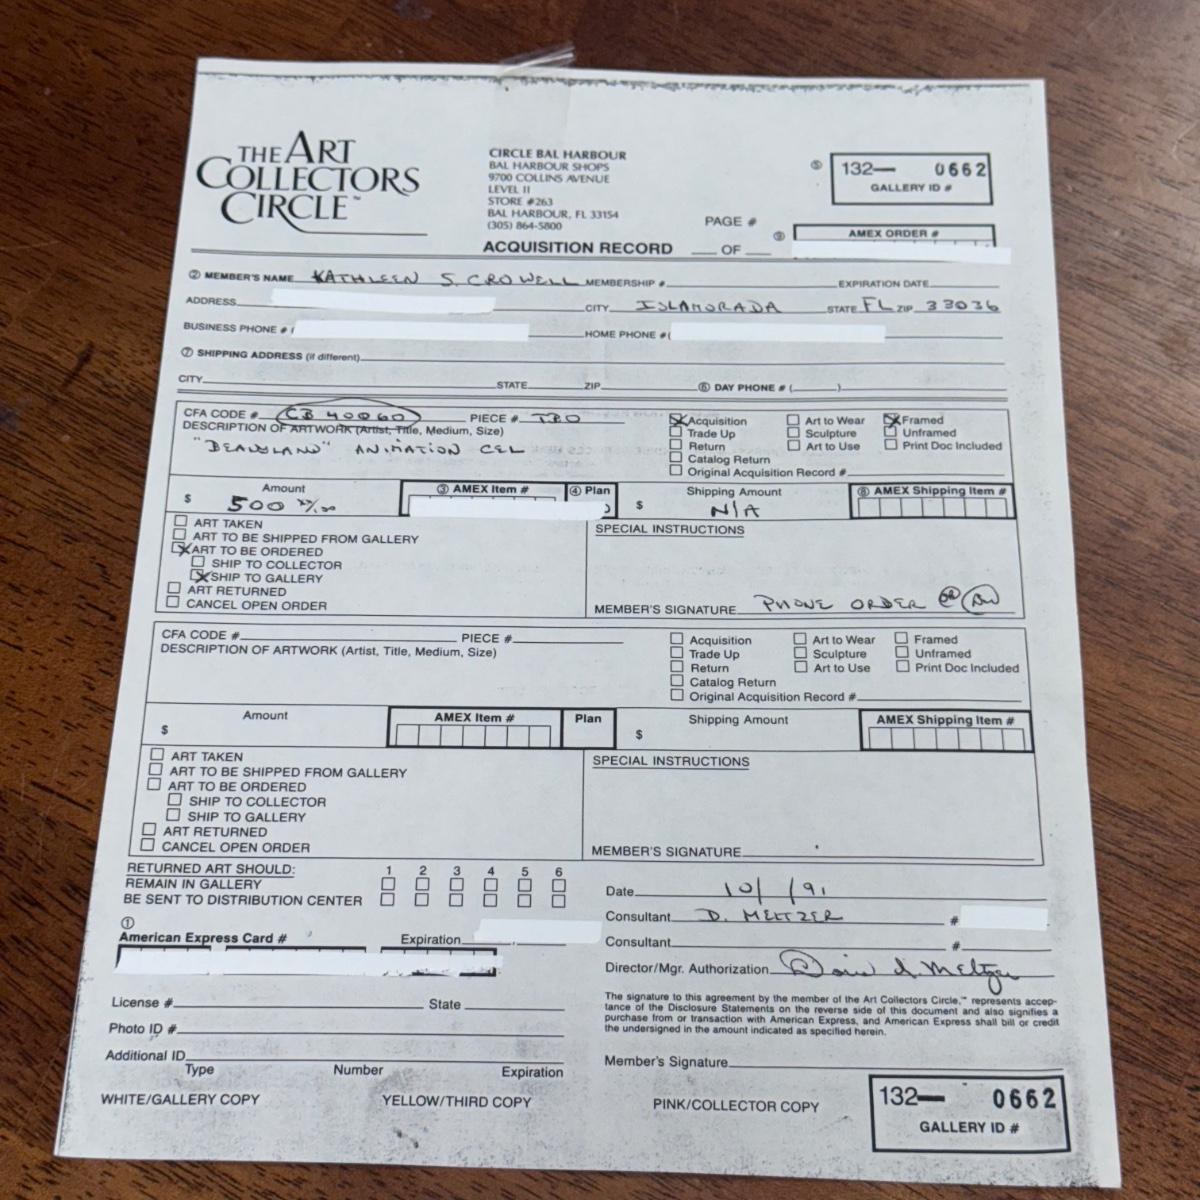 THE ART COLLECTORS CIRCLE™
CIRCLE BAL HARBOUR
BAL HARBOUR SHOPS
9700 COLLINS AVENUE
LEVEL II
STORE #263
BAL HARBOUR, FL 33154
(305) 864-5800
⑤ 132— 0662
GALLERY ID #
PAGE #
ACQUISITION RECORD ___ OF ___
⑨ AMEX ORDER #
② MEMBER'S NAME KATHLEEN S. CROWELL MEMBERSHIP # EXPIRATION DATE
ADDRESS CITY ISLAMORADA STATE FL ZIP 33036
BUSINESS PHONE # ( HOME PHONE # (
⑦ SHIPPING ADDRESS (if different)
CITY STATE ZIP ⑥ DAY PHONE # ( )
CFA CODE # CB 40060 PIECE # TBO
DESCRIPTION OF ARTWORK (Artist, Title, Medium, Size)
ANIMATION CEL
Acquisition Art to Wear Framed
Trade Up Sculpture Unframed
Return Art to Use Print Doc Included
Catalog Return
Original Acquisition Record #
Amount ③ AMEX Item # ④ Plan Shipping Amount ⑧ AMEX Shipping Item #
$ 500 xx/00 $ N/A
ART TAKEN
ART TO BE SHIPPED FROM GALLERY
ART TO BE ORDERED
SHIP TO COLLECTOR
SHIP TO GALLERY
ART RETURNED
CANCEL OPEN ORDER
SPECIAL INSTRUCTIONS
MEMBER'S SIGNATURE PHONE ORDER
CFA CODE # PIECE #
DESCRIPTION OF ARTWORK (Artist, Title, Medium, Size)
Acquisition Art to Wear Framed
Trade Up Sculpture Unframed
Return Art to Use Print Doc Included
Catalog Return
Original Acquisition Record #
Amount AMEX Item # Plan Shipping Amount AMEX Shipping Item #
$ $
ART TAKEN
ART TO BE SHIPPED FROM GALLERY
ART TO BE ORDERED
SHIP TO COLLECTOR
SHIP TO GALLERY
ART RETURNED
CANCEL OPEN ORDER
SPECIAL INSTRUCTIONS
MEMBER'S SIGNATURE
RETURNED ART SHOULD: 1 2 3 4 5 6
REMAIN IN GALLERY
BE SENT TO DISTRIBUTION CENTER
①
American Express Card # Expiration
License # State
Photo ID #
Additional ID
Type Number Expiration
Date 10/ /91
Consultant D. MELTZER #
Consultant #
Director/Mgr. Authorization
The signature to this agreement by the member of the Art Collectors Circle,™ represents accep-
tance of the Disclosure Statements on the reverse side of this document and also signifies a
purchase from or transaction with American Express, and American Express shall bill or credit
the undersigned in the amount indicated as specified herein.
Member's Signature
WHITE/GALLERY COPY YELLOW/THIRD COPY PINK/COLLECTOR COPY
132— 0662
GALLERY ID #